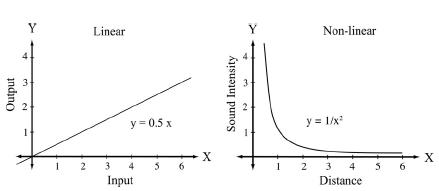 Linear
Y
Output
4
3
2
1
y = 0.5 x
1 2 3 4 5 6
X
Input
Non-linear
Y
Sound Intensity
4
3
2
1
y = 1/x²
1 2 3 4 5 6
X
Distance